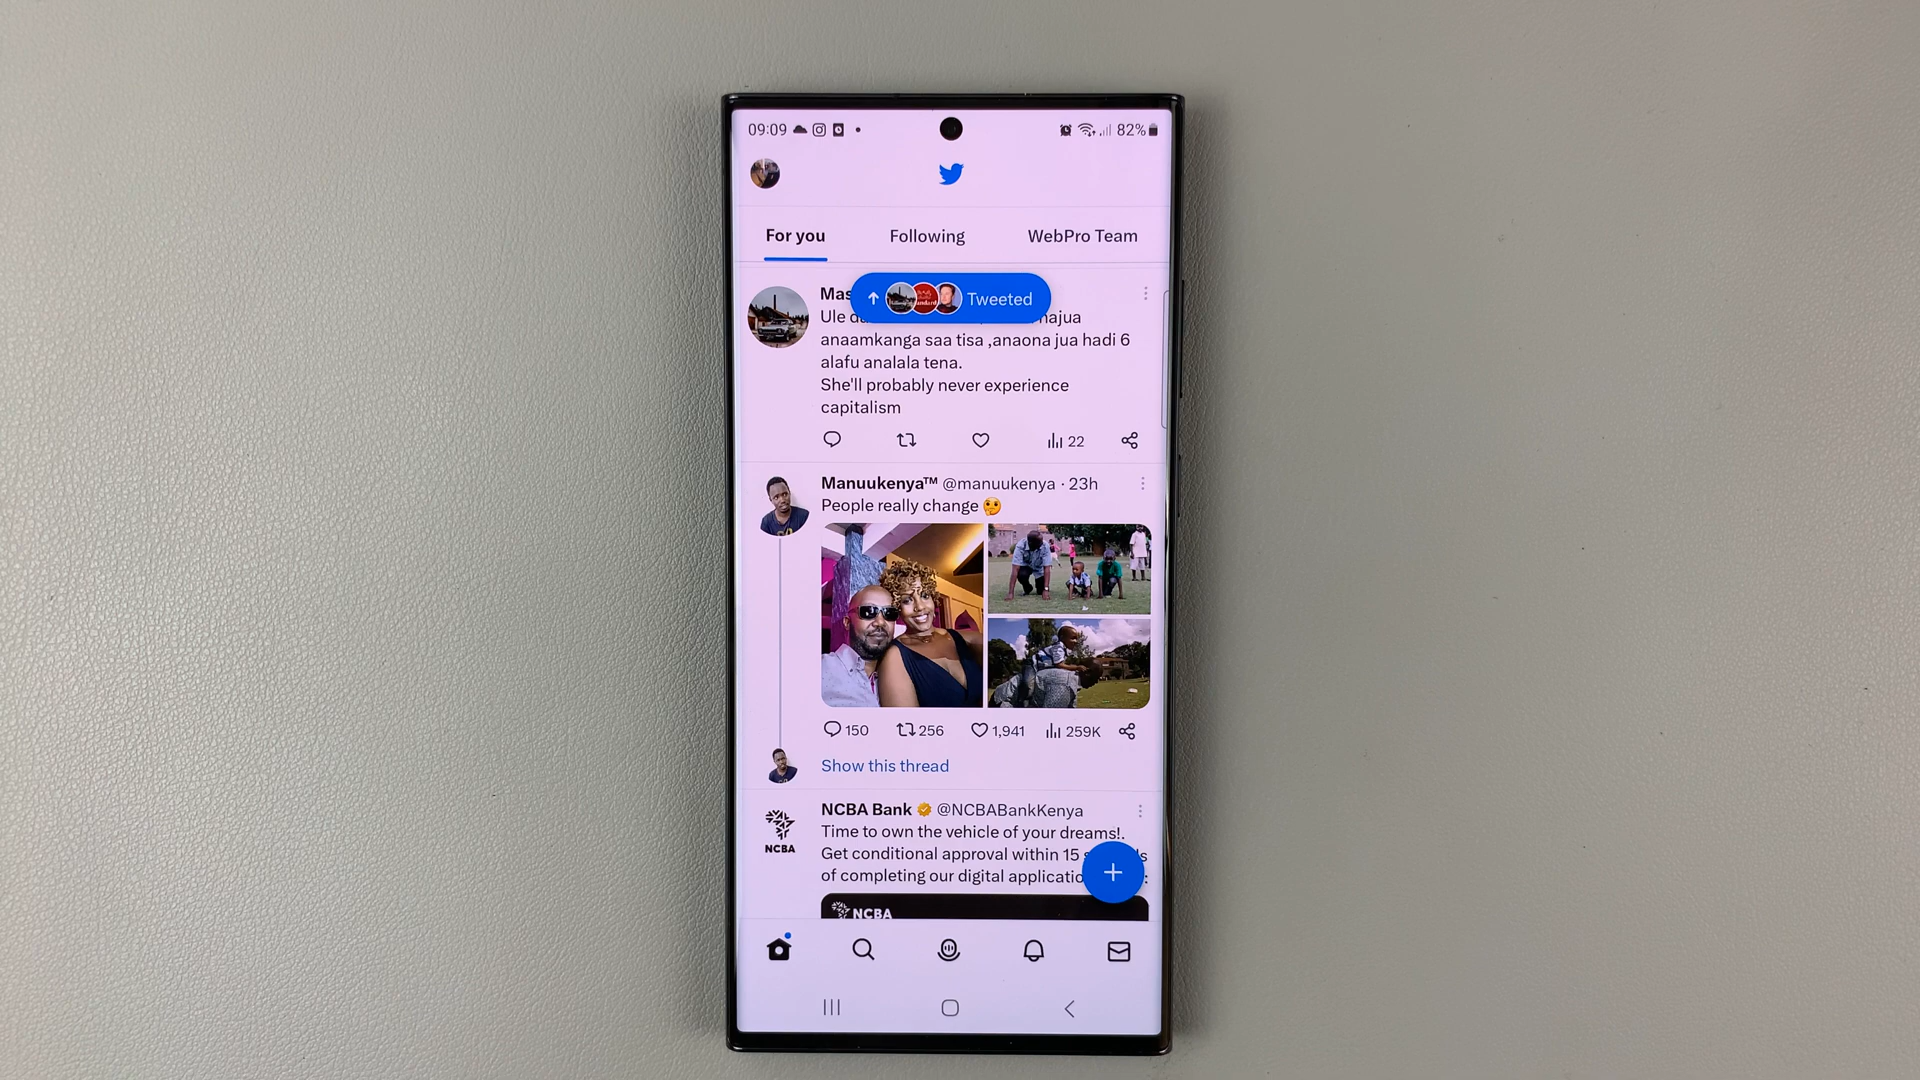 09:09 82%
For you Following WebPro Team
Tweeted
Mas
Ule najua
anaamkanga saa tisa ,anaona jua hadi 6
alafu analala tena.
She'll probably never experience
capitalism
22
Manuukenya™ @manuukenya · 23h
People really change 🤔
150 256 1,941 259K
Show this thread
NCBA Bank @NCBABankKenya
NCBA
Time to own the vehicle of your dreams!.
Get conditional approval within 15
of completing our digital applicatio
NCBA